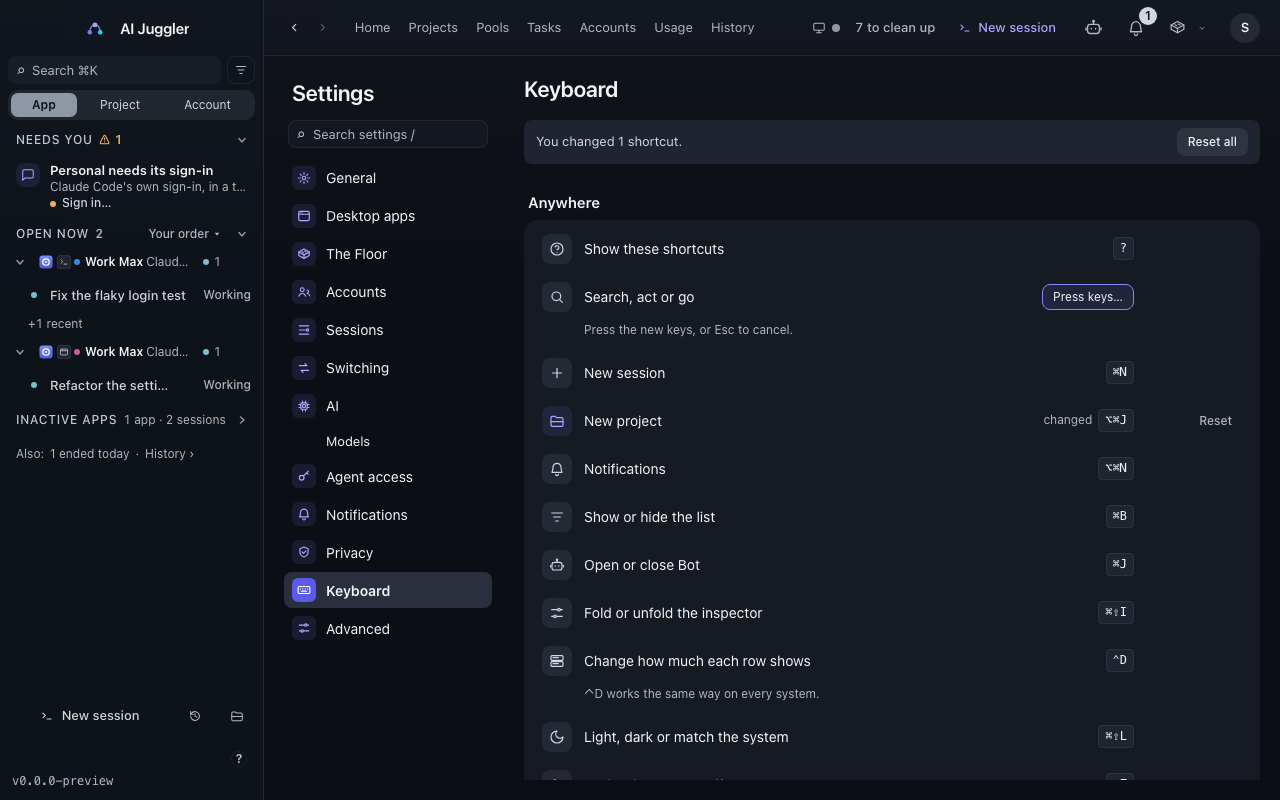 AI Juggler
Search ⌘K
App
Project
Account
NEEDS YOU
1
Personal needs its sign-in
Claude Code's own sign-in, in a t...
Sign in...
OPEN NOW 2
Your order
Work Max Claud...
1
Fix the flaky login test
Working
+1 recent
Work Max Claud...
1
Refactor the setti...
Working
INACTIVE APPS 1 app · 2 sessions
Also: 1 ended today · History ›
New session
?
v0.0.0-preview
Home
Projects
Pools
Tasks
Accounts
Usage
History
7 to clean up
New session
1
S
Settings
Search settings /
General
Desktop apps
The Floor
Accounts
Sessions
Switching
AI
Models
Agent access
Notifications
Privacy
Keyboard
Advanced
Keyboard
You changed 1 shortcut.
Reset all
Anywhere
Show these shortcuts
?
Search, act or go
Press keys...
Press the new keys, or Esc to cancel.
New session
⌘N
New project
changed
⌥⌘J
Reset
Notifications
⌥⌘N
Show or hide the list
⌘B
Open or close Bot
⌘J
Fold or unfold the inspector
⌘⇧I
Change how much each row shows
^D
^D works the same way on every system.
Light, dark or match the system
⌘⇧L